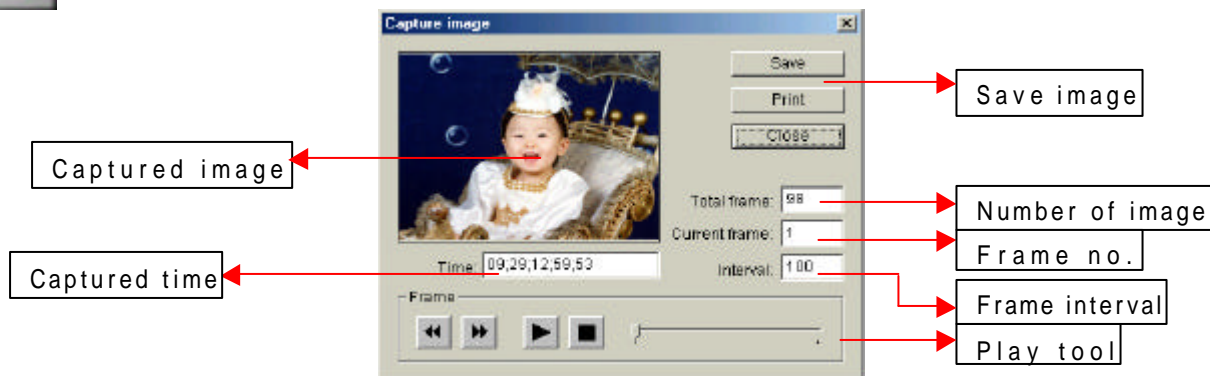 Capture image
Save
Print
Close
Save image
Captured image
Total frame: 98
Number of image
Current frame: 1
Frame no.
Time: 09;29;12;59;53
Interval: 100
Captured time
Frame
Frame interval
Play tool